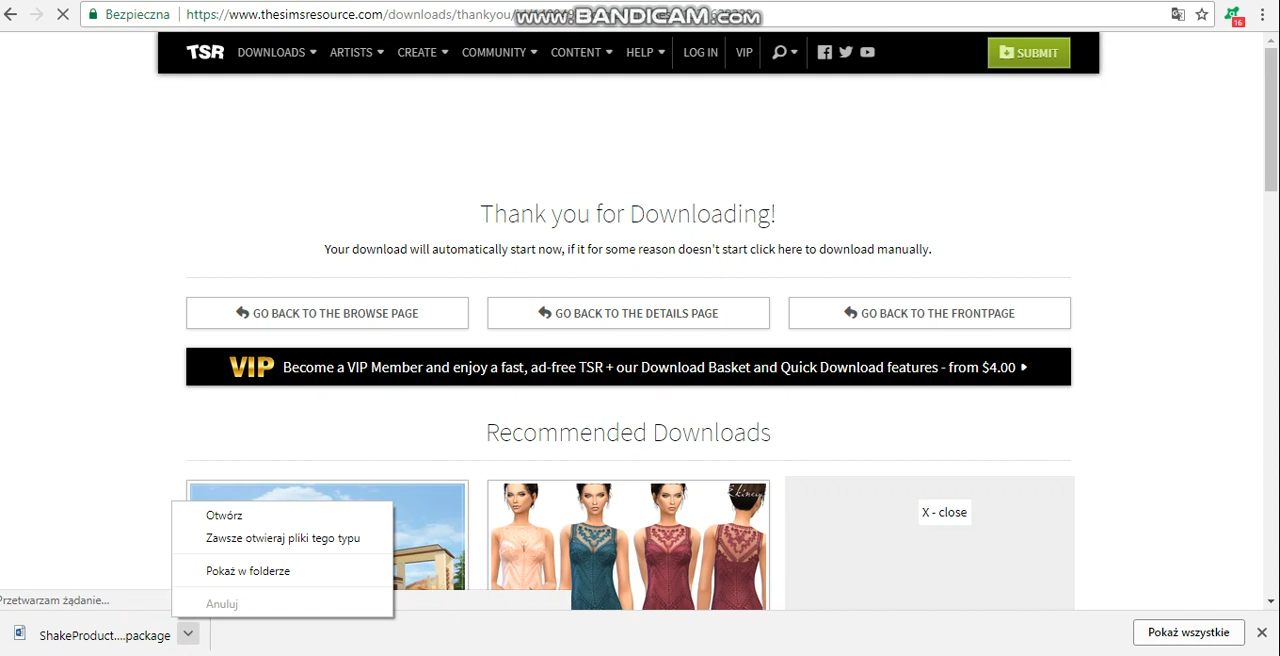 Bezpieczna
https://www.thesimsresource.com/downloads/thankyou/
www.BANDICAM.com
16
TSR
DOWNLOADS
ARTISTS
CREATE
COMMUNITY
CONTENT
HELP
LOG IN
VIP
SUBMIT
Thank you for Downloading!
Your download will automatically start now, if it for some reason doesn't start click here to download manually.
GO BACK TO THE BROWSE PAGE
GO BACK TO THE DETAILS PAGE
GO BACK TO THE FRONTPAGE
VIP Become a VIP Member and enjoy a fast, ad-free TSR + our Download Basket and Quick Download features - from $4.00
Recommended Downloads
Ekinege
X - close
Otwórz
Zawsze otwieraj pliki tego typu
Pokaż w folderze
Anuluj
Przetwarzam żądanie...
ShakeProduct....package
Pokaż wszystkie